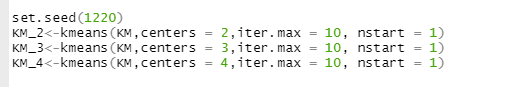 set.seed(1220)
KM_2<-kmeans(KM,centers = 2,iter.max = 10, nstart = 1)
KM_3<-kmeans(KM,centers = 3,iter.max = 10, nstart = 1)
KM_4<-kmeans(KM,centers = 4,iter.max = 10, nstart = 1)